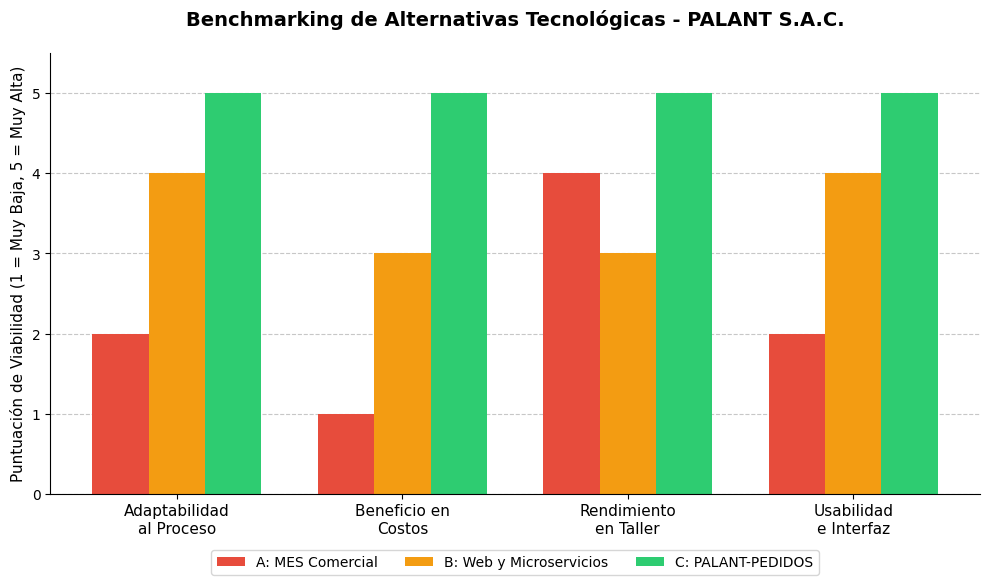 Benchmarking de Alternativas Tecnológicas - PALANT S.A.C.
Puntuación de Viabilidad (1 = Muy Baja, 5 = Muy Alta)
5
4
3
2
1
0
Adaptabilidad
al Proceso
Beneficio en
Costos
Rendimiento
en Taller
Usabilidad
e Interfaz
A: MES Comercial
B: Web y Microservicios
C: PALANT-PEDIDOS